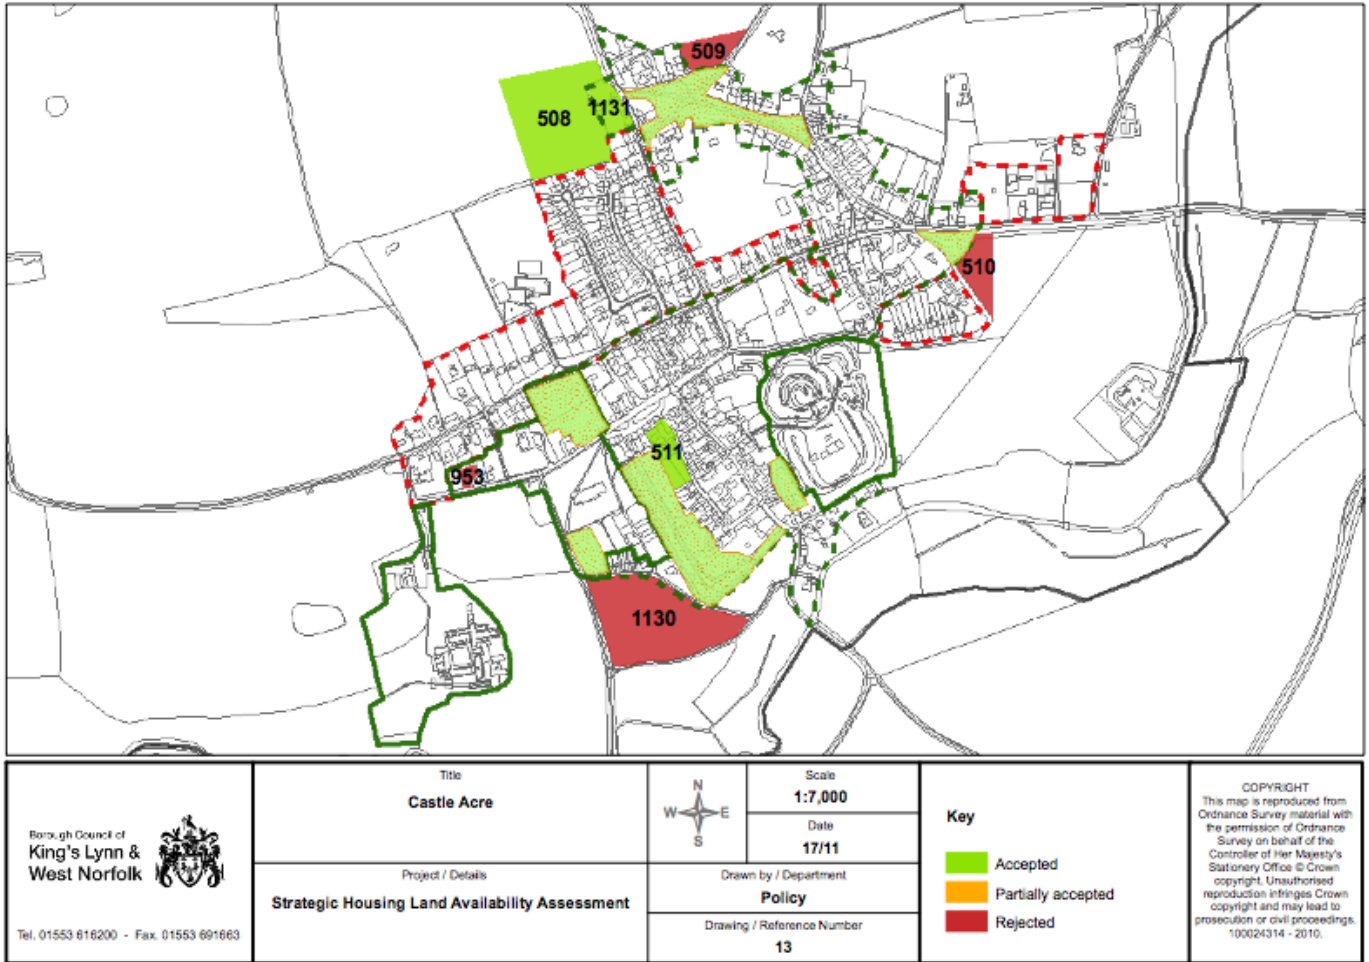 509
508
1131
510
511
953
1130
Borough Council of
King's Lynn &
West Norfolk
Tel. 01553 616200 - Fax. 01553 691663
Title
Castle Acre
Project / Details
Strategic Housing Land Availability Assessment
N
W E
S
Scale
1:7,000
Date
17/11
Drawn by / Department
Policy
Drawing / Reference Number
13
Key
Accepted
Partially accepted
Rejected
COPYRIGHT
This map is reproduced from
Ordnance Survey material with
the permission of Ordnance
Survey on behalf of the
Controller of Her Majesty's
Stationery Office © Crown
copyright. Unauthorised
reproduction infringes Crown
copyright and may lead to
prosecution or civil proceedings.
100024314 - 2010.